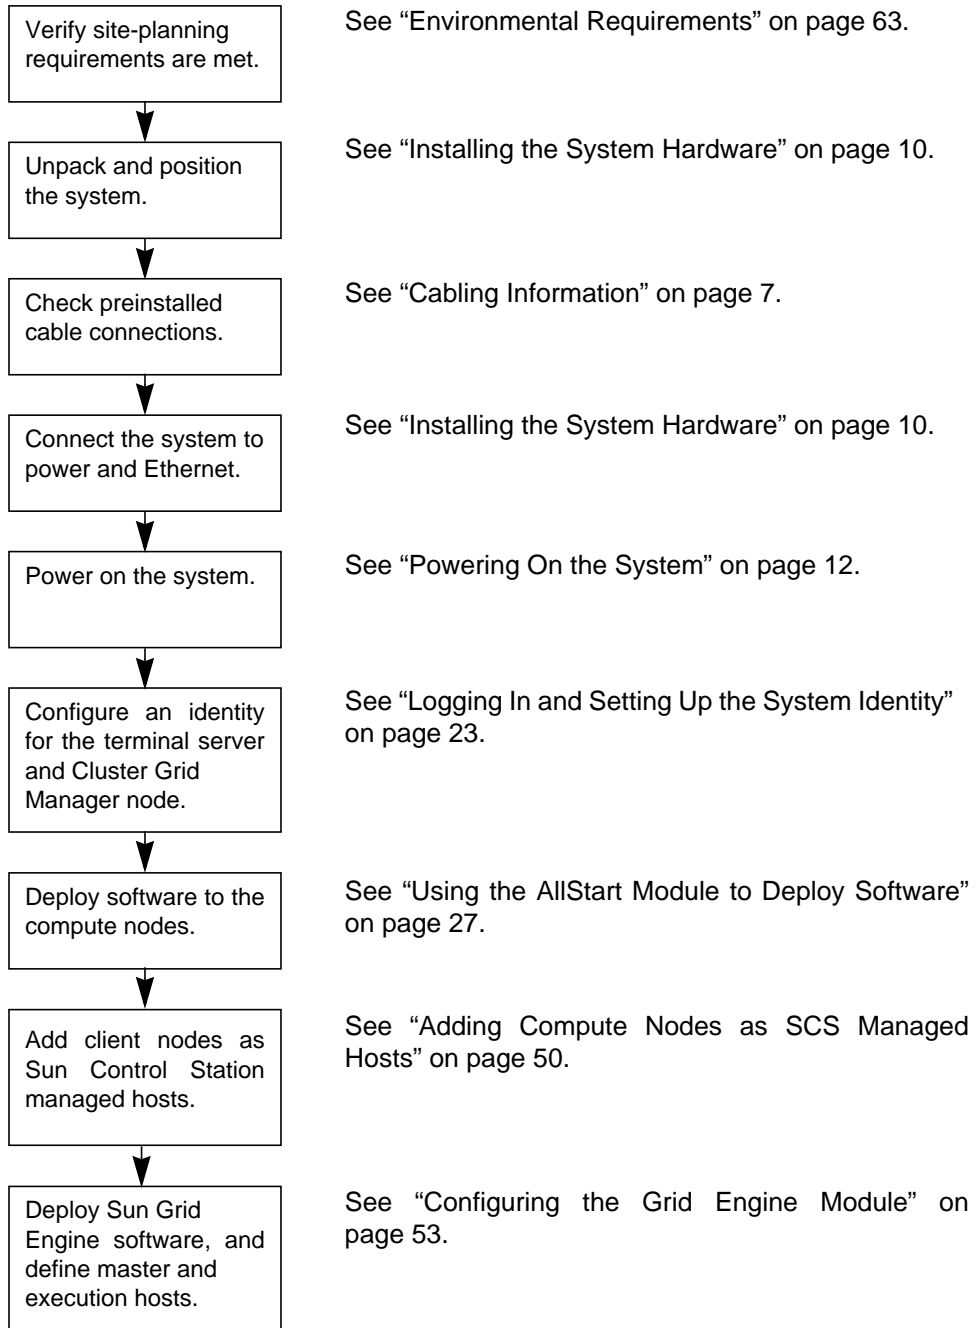 Verify site-planning
requirements are met.
See “Environmental Requirements” on page 63.
Unpack and position
the system.
See “Installing the System Hardware” on page 10.
Check preinstalled
cable connections.
See “Cabling Information” on page 7.
Connect the system to
power and Ethernet.
See “Installing the System Hardware” on page 10.
Power on the system.
See “Powering On the System” on page 12.
Configure an identity
for the terminal server
and Cluster Grid
Manager node.
See “Logging In and Setting Up the System Identity”
on page 23.
Deploy software to the
compute nodes.
See “Using the AllStart Module to Deploy Software”
on page 27.
Add client nodes as
Sun Control Station
managed hosts.
See “Adding Compute Nodes as SCS Managed
Hosts” on page 50.
Deploy Sun Grid
Engine software, and
define master and
execution hosts.
See “Configuring the Grid Engine Module” on
page 53.